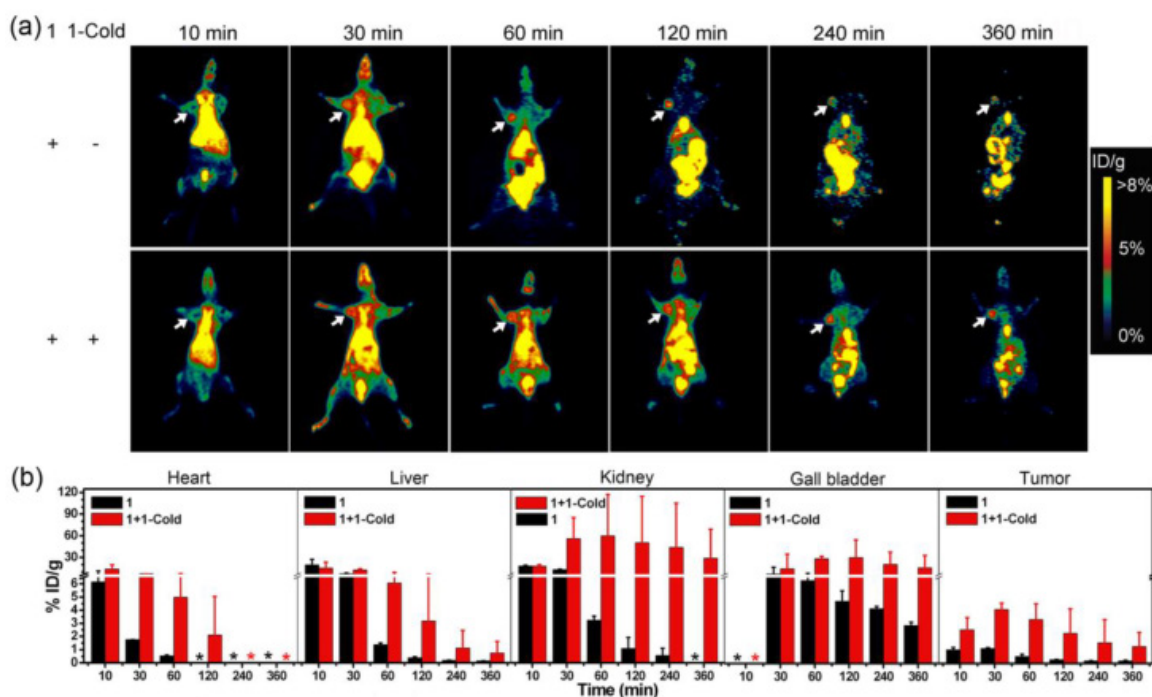 (a) 1 1-Cold 10 min 30 min 60 min 120 min 240 min 360 min
+ -
ID/g
>8%
5%
0%
+ +
(b) Heart Liver Kidney Gall bladder Tumor
120
90
60
30
6
5
4
3
2
1
0
% ID/g
1
1+1-Cold
1
1+1-Cold
1+1-Cold
1
1
1+1-Cold
1
1+1-Cold
* * * * * * * *
10 30 60 120 240 360 10 30 60 120 240 360 10 30 60 120 240 360 10 30 60 120 240 360 10 30 60 120 240 360
Time (min)